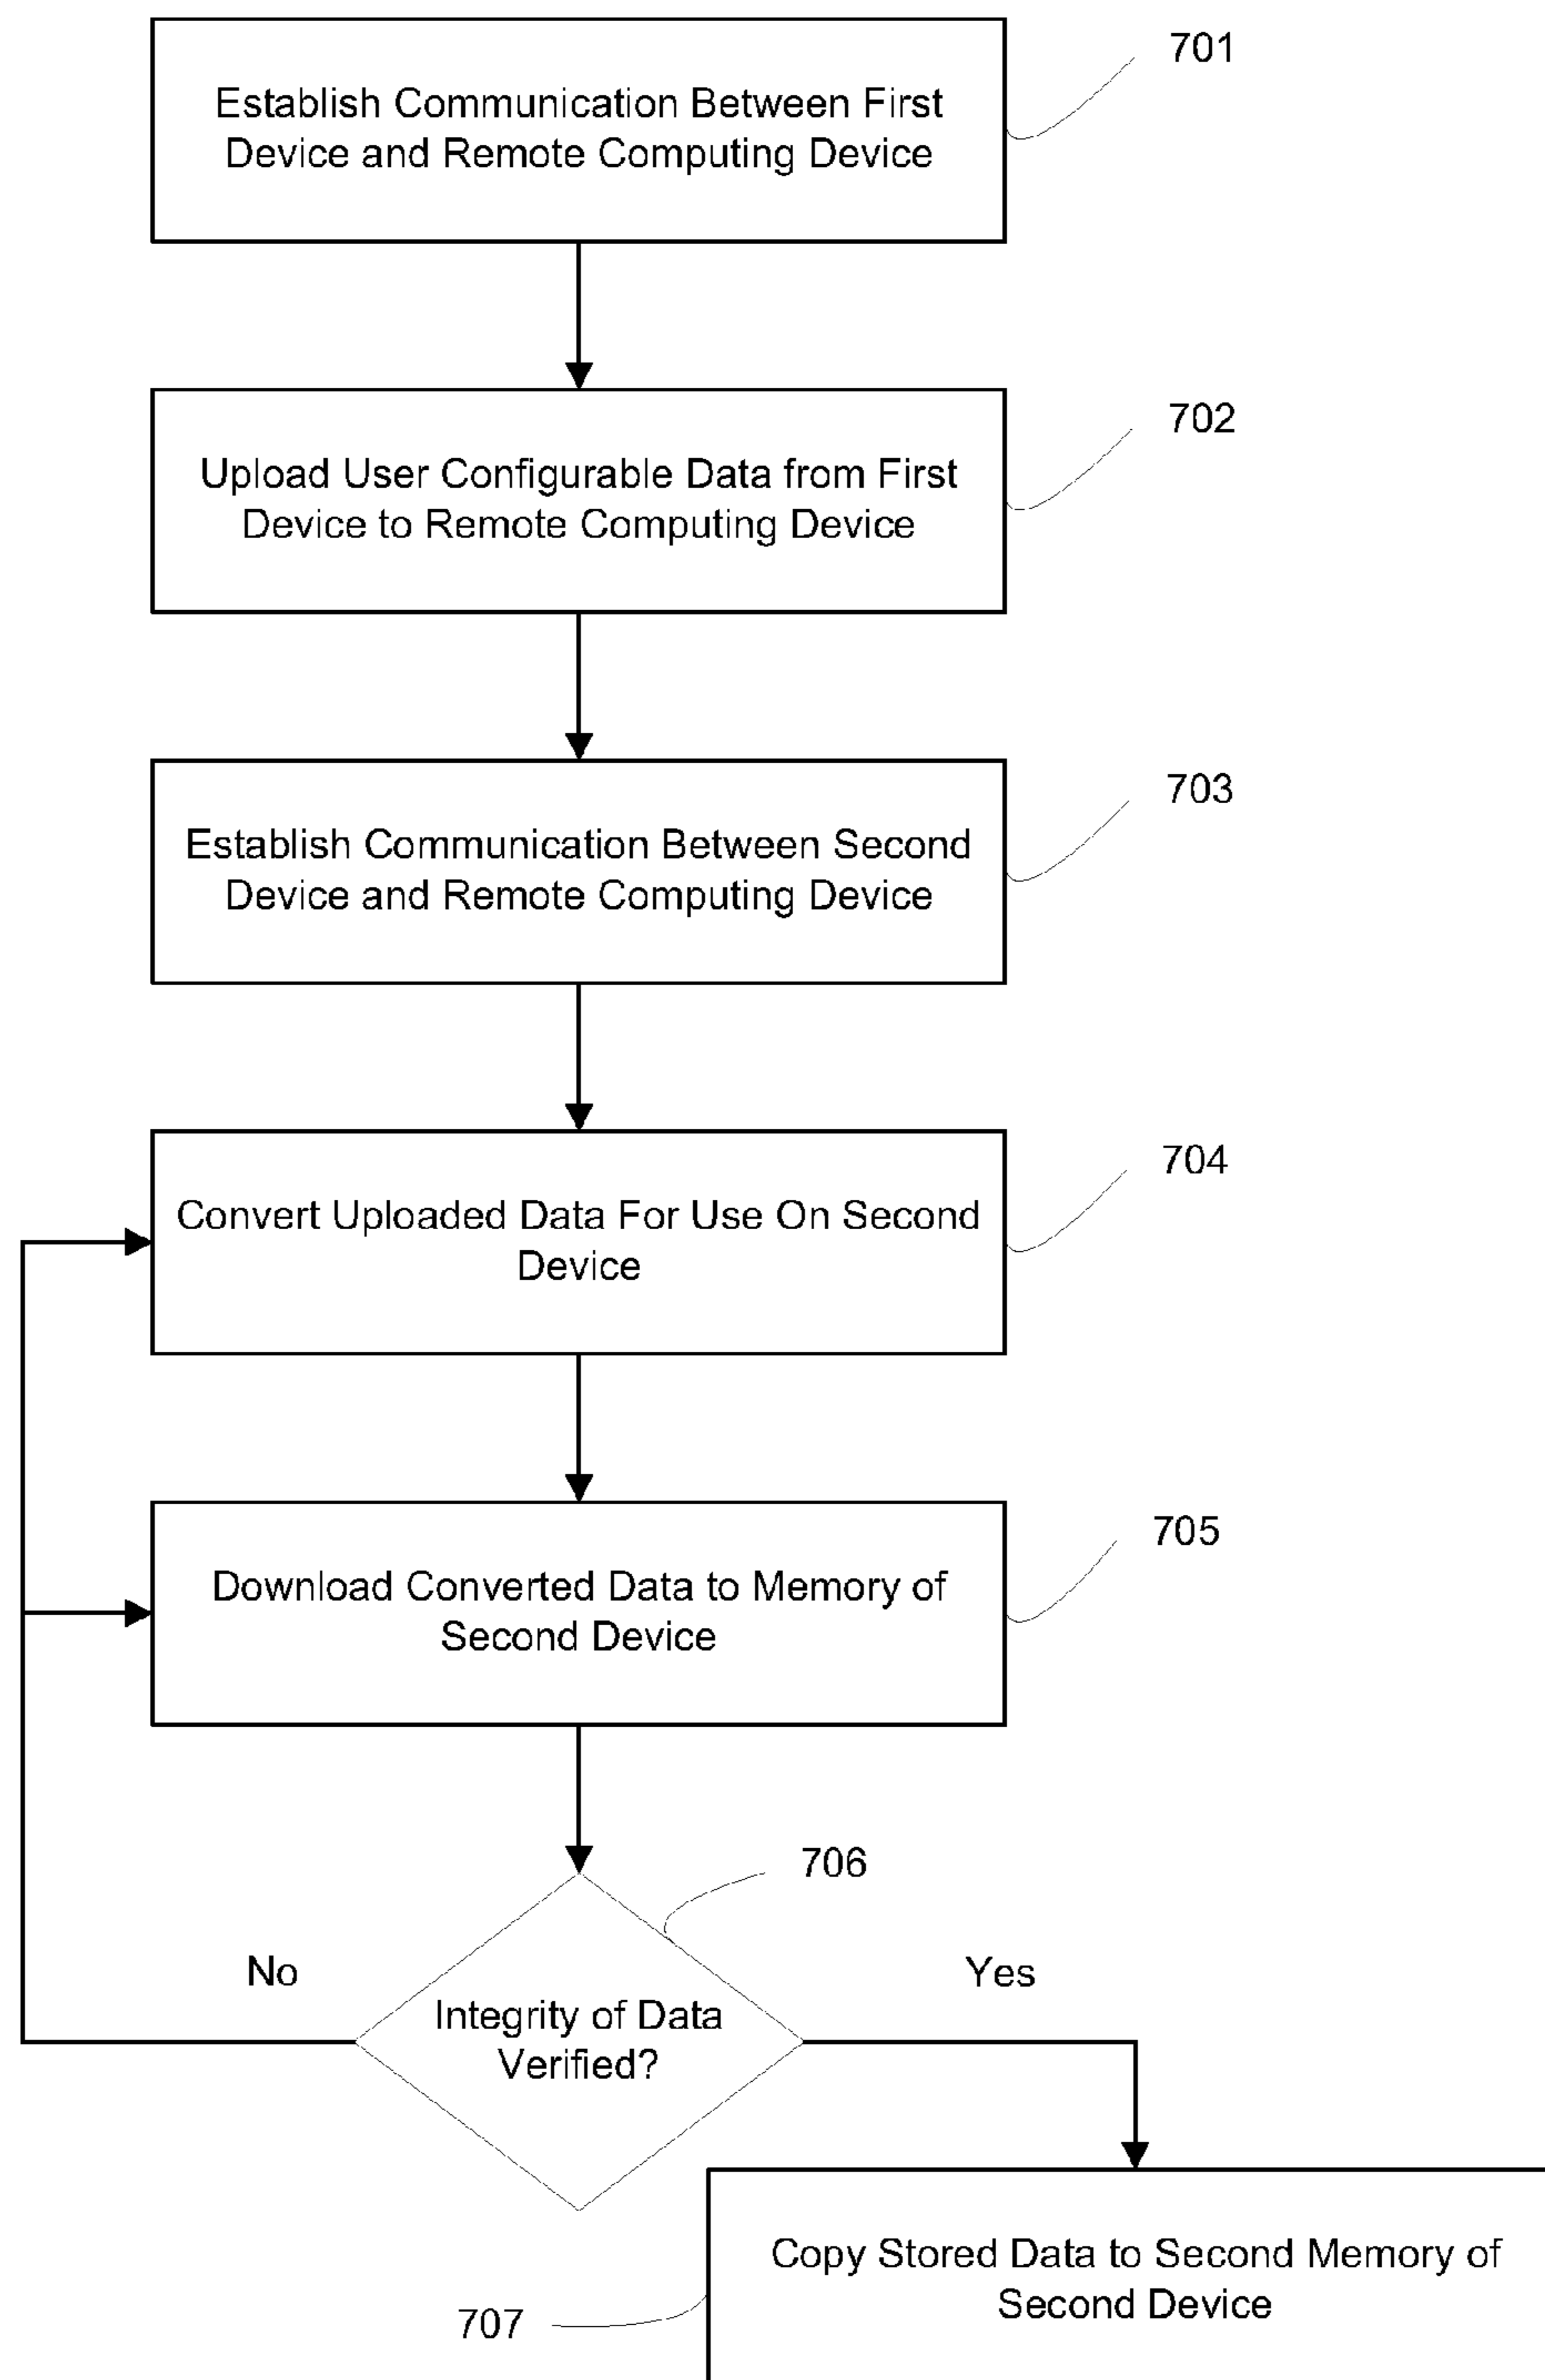 701
Establish Communication Between First
Device and Remote Computing Device
702
Upload User Configurable Data from First
Device to Remote Computing Device
703
Establish Communication Between Second
Device and Remote Computing Device
704
Convert Uploaded Data For Use On Second
Device
705
Download Converted Data to Memory of
Second Device
706
No
Yes
Integrity of Data
Verified?
Copy Stored Data to Second Memory of
Second Device
707